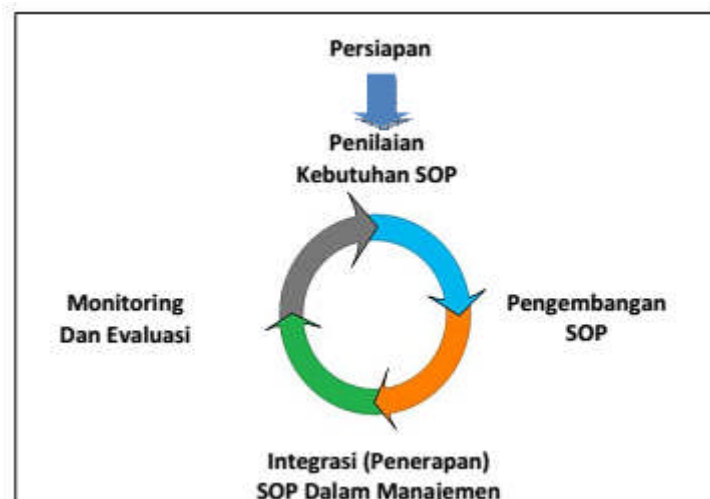 Persiapan
Penilaian
Kebutuhan SOP
Monitoring
Dan Evaluasi
Pengembangan
SOP
Integrasi (Penerapan)
SOP Dalam Manajemen